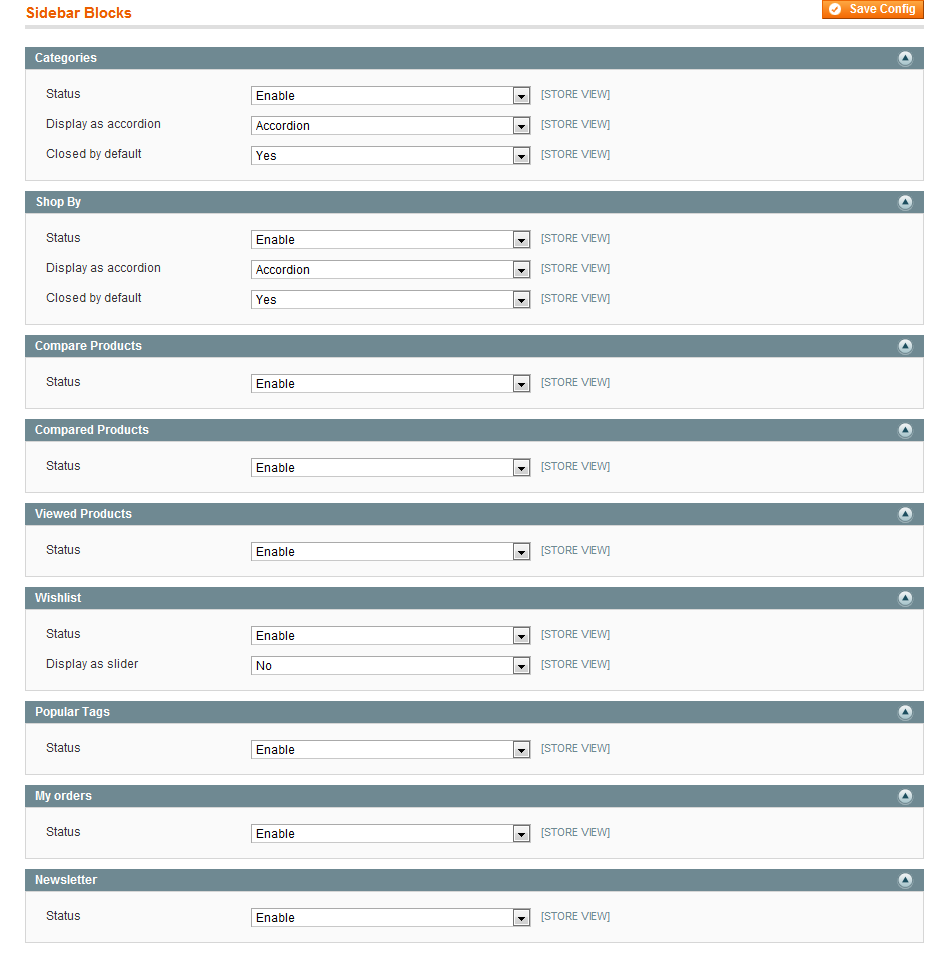 Sidebar Blocks Save Config
Categories
Status Enable [STORE VIEW]
Display as accordion Accordion [STORE VIEW]
Closed by default Yes [STORE VIEW]
Shop By
Status Enable [STORE VIEW]
Display as accordion Accordion [STORE VIEW]
Closed by default Yes [STORE VIEW]
Compare Products
Status Enable [STORE VIEW]
Compared Products
Status Enable [STORE VIEW]
Viewed Products
Status Enable [STORE VIEW]
Wishlist
Status Enable [STORE VIEW]
Display as slider No [STORE VIEW]
Popular Tags
Status Enable [STORE VIEW]
My orders
Status Enable [STORE VIEW]
Newsletter
Status Enable [STORE VIEW]